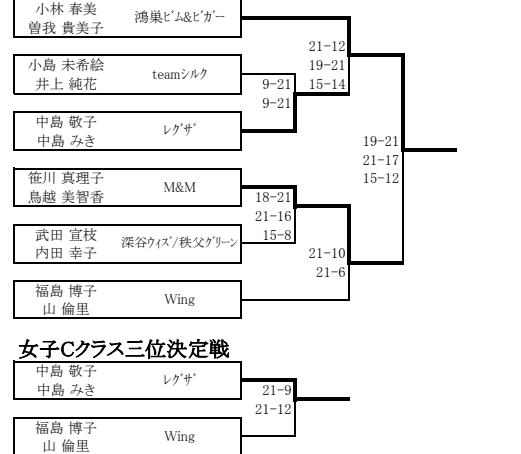 小林 春美
曽我 貴美子
鴻巣ﾋﾞﾑ&ﾋﾞｶﾞｰ
21-12
19-21
15-14
小島 未希絵
井上 純花
teamｼﾙｸ
9-21
9-21
中島 敬子
中島 みき
ﾚｸﾞｻﾞ
19-21
21-17
15-12
笹川 真理子
鳥越 美智香
M&M
18-21
21-16
15-8
武田 宣枝
内田 幸子
深谷ｳｨｽﾞ/秩父ｸﾞﾘｰﾝ
21-10
21-6
福島 博子
山 倫里
Wing
女子Cクラス三位決定戦
中島 敬子
中島 みき
ﾚｸﾞｻﾞ
21-9
21-12
福島 博子
山 倫里
Wing